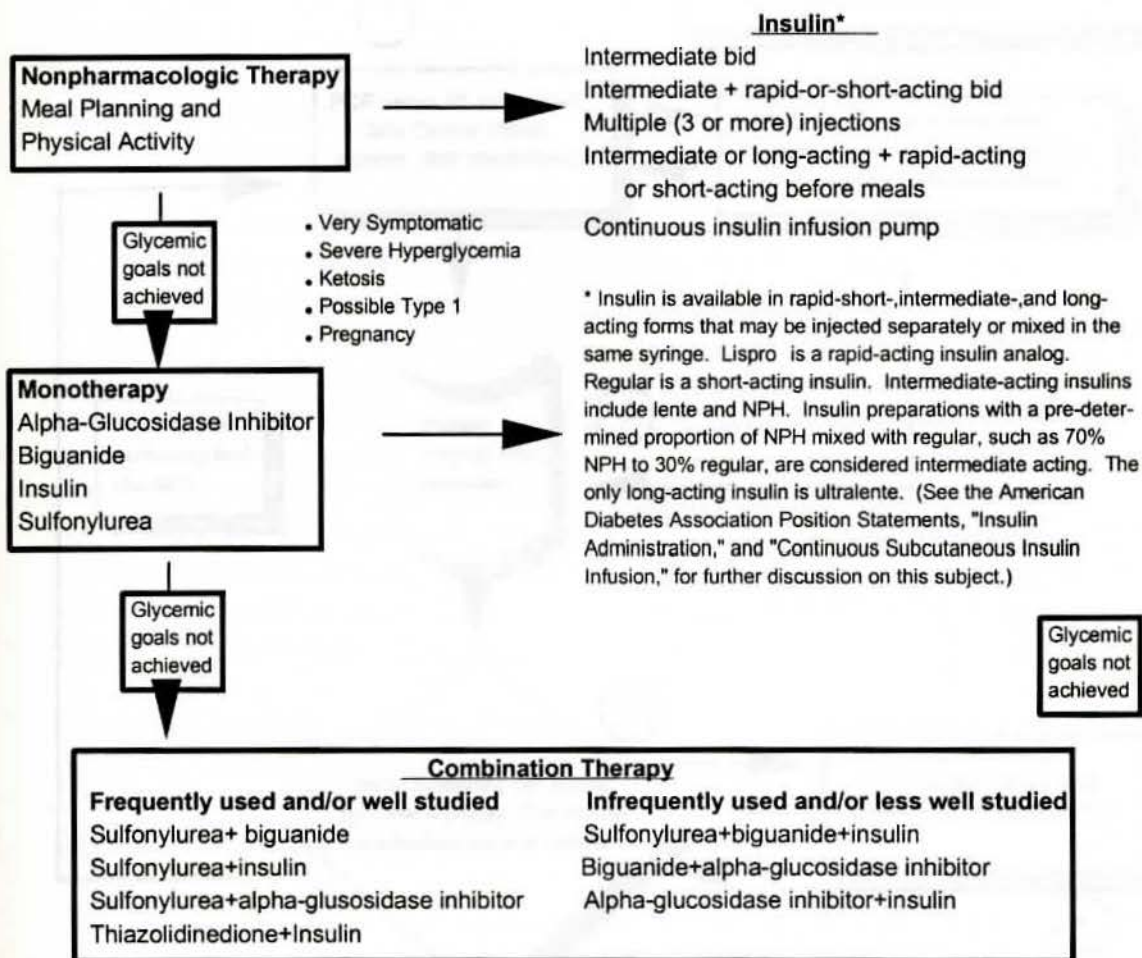 Nonpharmacologic Therapy
Meal Planning and
Physical Activity
Insulin*
Intermediate bid
Intermediate + rapid-or-short-acting bid
Multiple (3 or more) injections
Intermediate or long-acting + rapid-acting
or short-acting before meals
Continuous insulin infusion pump
Glycemic
goals not
achieved
• Very Symptomatic
• Severe Hyperglycemia
• Ketosis
• Possible Type 1
• Pregnancy
* Insulin is available in rapid-short-,intermediate-,and long-
acting forms that may be injected separately or mixed in the
same syringe. Lispro is a rapid-acting insulin analog.
Regular is a short-acting insulin. Intermediate-acting insulins
include lente and NPH. Insulin preparations with a pre-deter-
mined proportion of NPH mixed with regular, such as 70%
NPH to 30% regular, are considered intermediate acting. The
only long-acting insulin is ultralente. (See the American
Diabetes Association Position Statements, "Insulin
Administration," and "Continuous Subcutaneous Insulin
Infusion," for further discussion on this subject.)
Monotherapy
Alpha-Glucosidase Inhibitor
Biguanide
Insulin
Sulfonylurea
Glycemic
goals not
achieved
Glycemic
goals not
achieved
Combination Therapy
Frequently used and/or well studied
Sulfonylurea+ biguanide
Sulfonylurea+insulin
Sulfonylurea+alpha-glusosidase inhibitor
Thiazolidinedione+Insulin
Infrequently used and/or less well studied
Sulfonylurea+biguanide+insulin
Biguanide+alpha-glucosidase inhibitor
Alpha-glucosidase inhibitor+insulin